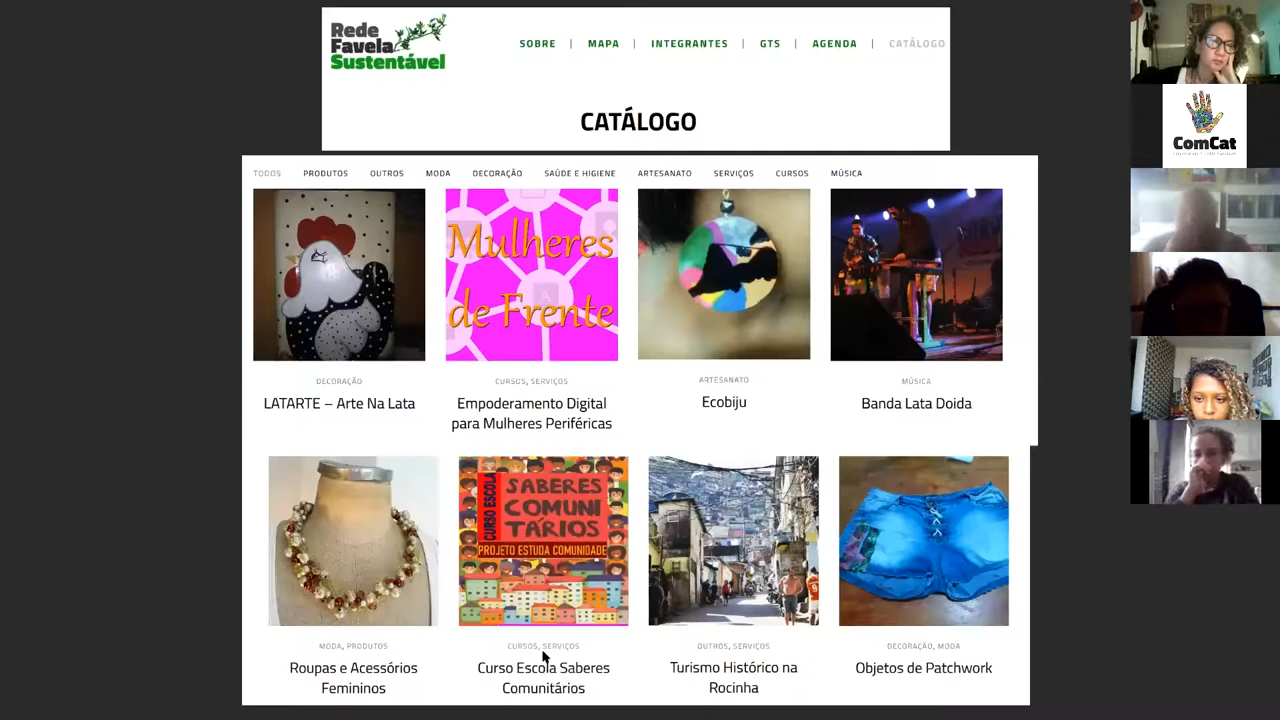 Rede
Favela
Sustentável
SOBRE | MAPA | INTEGRANTES | GTS | AGENDA | CATÁLOGO
CATÁLOGO
TODOS PRODUTOS OUTROS MODA DECORAÇÃO SAÚDE E HIGIENE ARTESANATO SERVIÇOS CURSOS MÚSICA
Mulheres
de Frente
DECORAÇÃO
LATARTE – Arte Na Lata
CURSOS, SERVIÇOS
Empoderamento Digital
para Mulheres Periféricas
ARTESANATO
Ecobiju
MÚSICA
Banda Lata Doida
CURSO ESCOLA
SABERES
COMUNI
TÁRIOS
PROJETO ESTUDA COMUNIDADE
MODA, PRODUTOS
Roupas e Acessórios
Femininos
CURSOS, SERVIÇOS
Curso Escola Saberes
Comunitários
OUTROS, SERVIÇOS
Turismo Histórico na
Rocinha
DECORAÇÃO, MODA
Objetos de Patchwork
ComCat